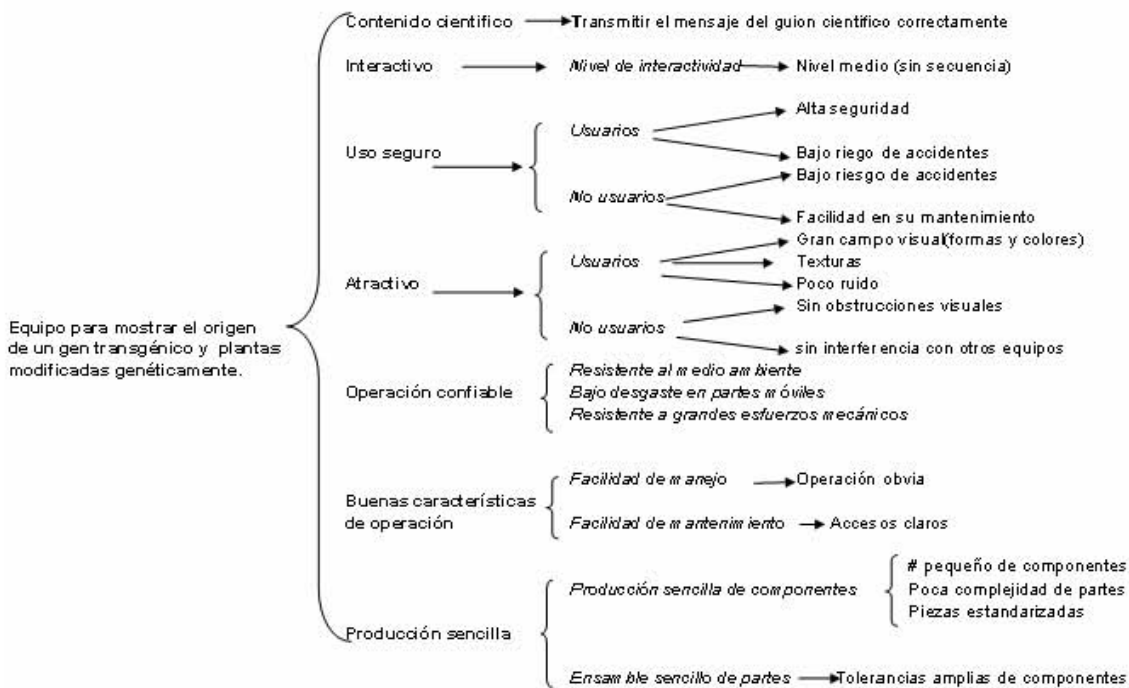 Contenido cientifico
Transmitir el mensaje del guion científico correctamente
Interactivo
Nivel de interactividad
Nivel medio (sin secuencia)
Uso seguro
Usuarios
Alta seguridad
Bajo riego de accidentes
No usuarios
Bajo riesgo de accidentes
Facilidad en su mantenimiento
Atractivo
Usuarios
Gran campo visual(formas y colores)
Texturas
Poco ruido
No usuarios
Sin obstrucciones visuales
sin interferencia con otros equipos
Equipo para mostrar el origen
de un gen transgénico y plantas
modificadas genéticamente.
Operación confiable
Resistente al medio ambiente
Bajo desgaste en partes móviles
Resistente a grandes esfuerzos mecánicos
Buenas características
de operación
Facilidad de manejo
Operación obvia
Facilidad de mantenimiento
Accesos claros
Producción sencilla
Producción sencilla de componentes
# pequeño de componentes
Poca complejidad de partes
Piezas estandarizadas
Ensamble sencillo de partes
Tolerancias amplias de componentes